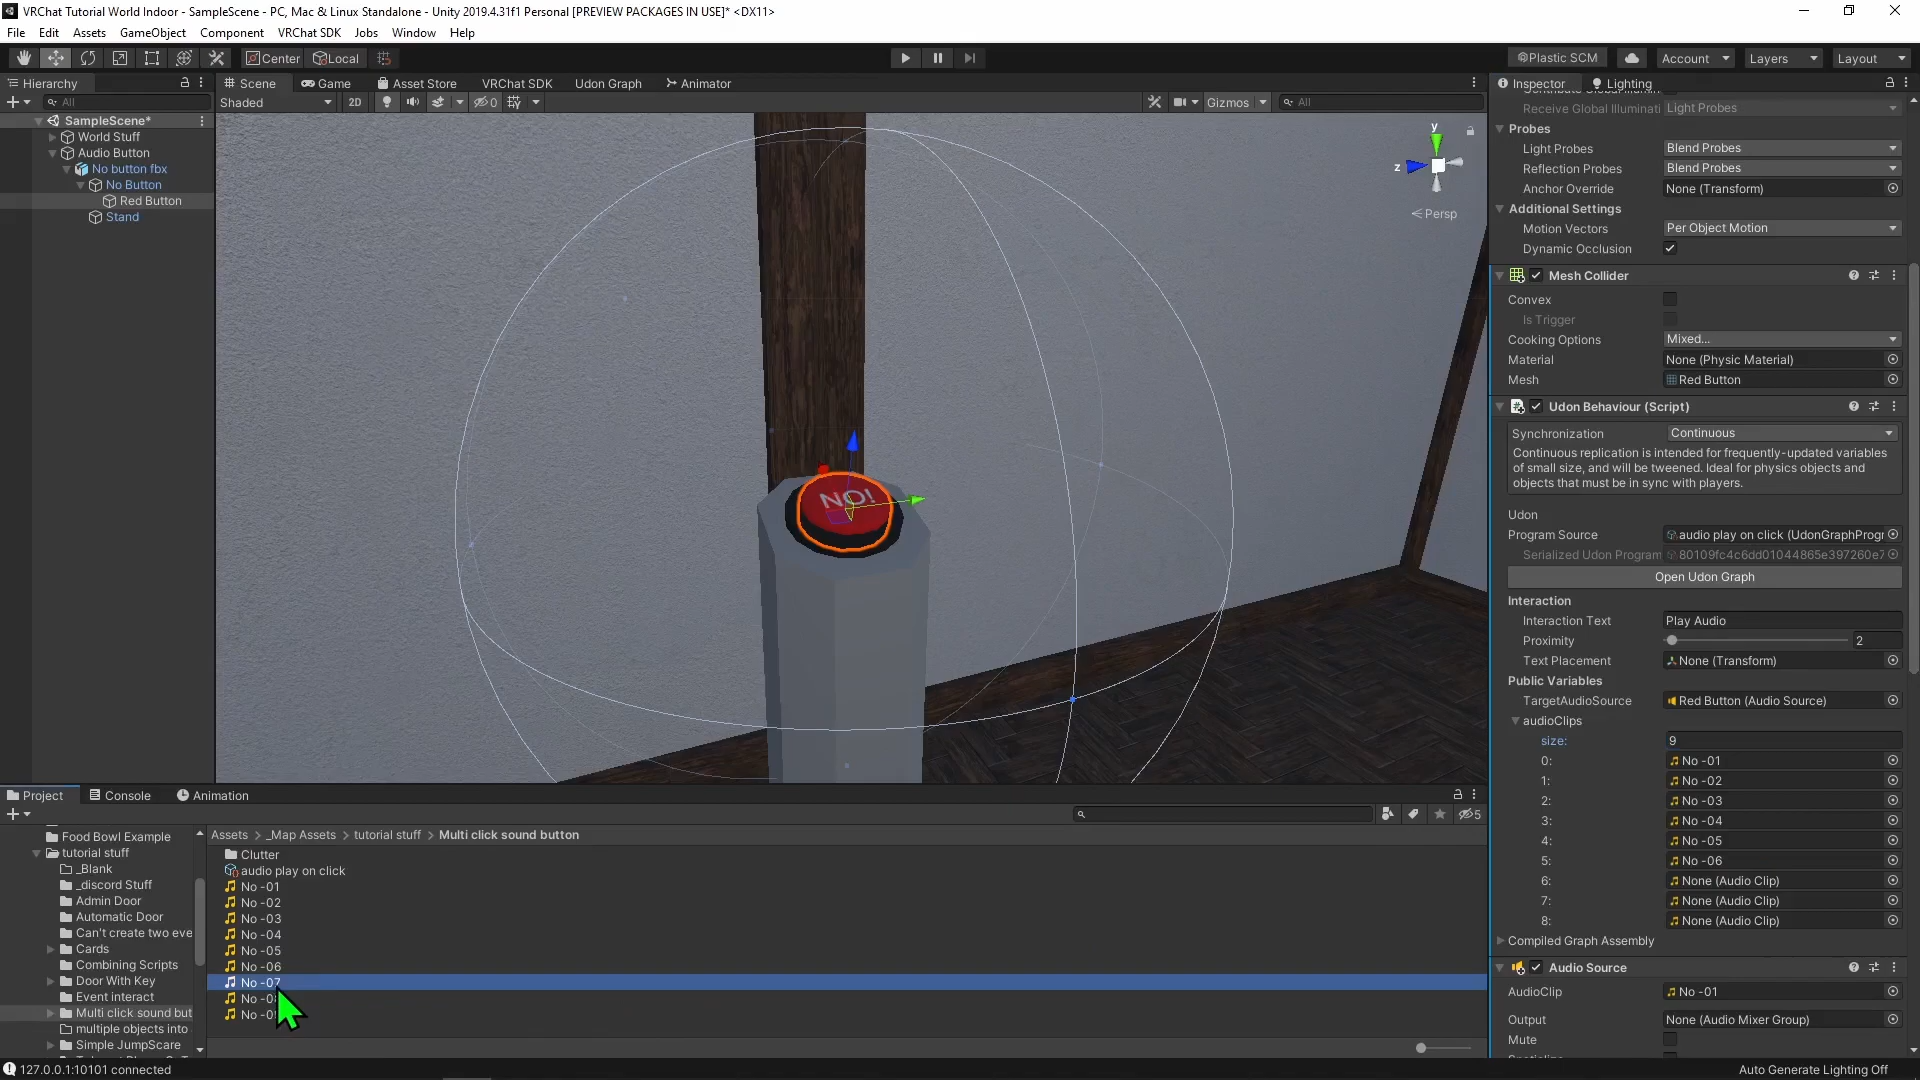 VRChat Tutorial World Indoor - SampleScene - PC, Mac & Linux Standalone - Unity 2019.4.31f1 Personal [PREVIEW PACKAGES IN USE]* <DX11>
File Edit Assets GameObject Component VRChat SDK Jobs Window Help
Center Local Plastic SCM Account Layers Layout
Hierarchy
All
SampleScene*
World Stuff
Audio Button
No button fbx
No Button
Red Button
Stand
Scene Game Asset Store VRChat SDK Udon Graph Animator
Shaded 2D 0 Gizmos All
y
z
Persp
NO!
Inspector Lighting
Receive Global Illuminati Light Probes
Probes
Light Probes Blend Probes
Reflection Probes Blend Probes
Anchor Override None (Transform)
Additional Settings
Motion Vectors Per Object Motion
Dynamic Occlusion
Mesh Collider
Convex
Is Trigger
Cooking Options Mixed...
Material None (Physic Material)
Mesh Red Button
Udon Behaviour (Script)
Synchronization Continuous
Continuous replication is intended for frequently-updated variables
of small size, and will be tweened. Ideal for physics objects and
objects that must be in sync with players.
Udon
Program Source audio play on click (UdonGraphProgr
Serialized Udon Program 80109fc4c6dd01044865e397260e7
Open Udon Graph
Interaction
Interaction Text Play Audio
Proximity 2
Text Placement None (Transform)
Public Variables
TargetAudioSource Red Button (Audio Source)
audioClips
size: 9
0: No -01
1: No -02
2: No -03
3: No -04
4: No -05
5: No -06
6: None (Audio Clip)
7: None (Audio Clip)
8: None (Audio Clip)
Compiled Graph Assembly
Audio Source
AudioClip No -01
Output None (Audio Mixer Group)
Mute
Project Console Animation
5
Food Bowl Example
tutorial stuff
_Blank
_discord Stuff
Admin Door
Automatic Door
Can't create two eve
Cards
Combining Scripts
Door With Key
Event interact
Multi click sound but
multiple objects into
Simple JumpScare
Assets > _Map Assets > tutorial stuff > Multi click sound button
Clutter
audio play on click
No -01
No -02
No -03
No -04
No -05
No -06
No -07
No -0
No -0
127.0.0.1:10101 connected
Auto Generate Lighting Off